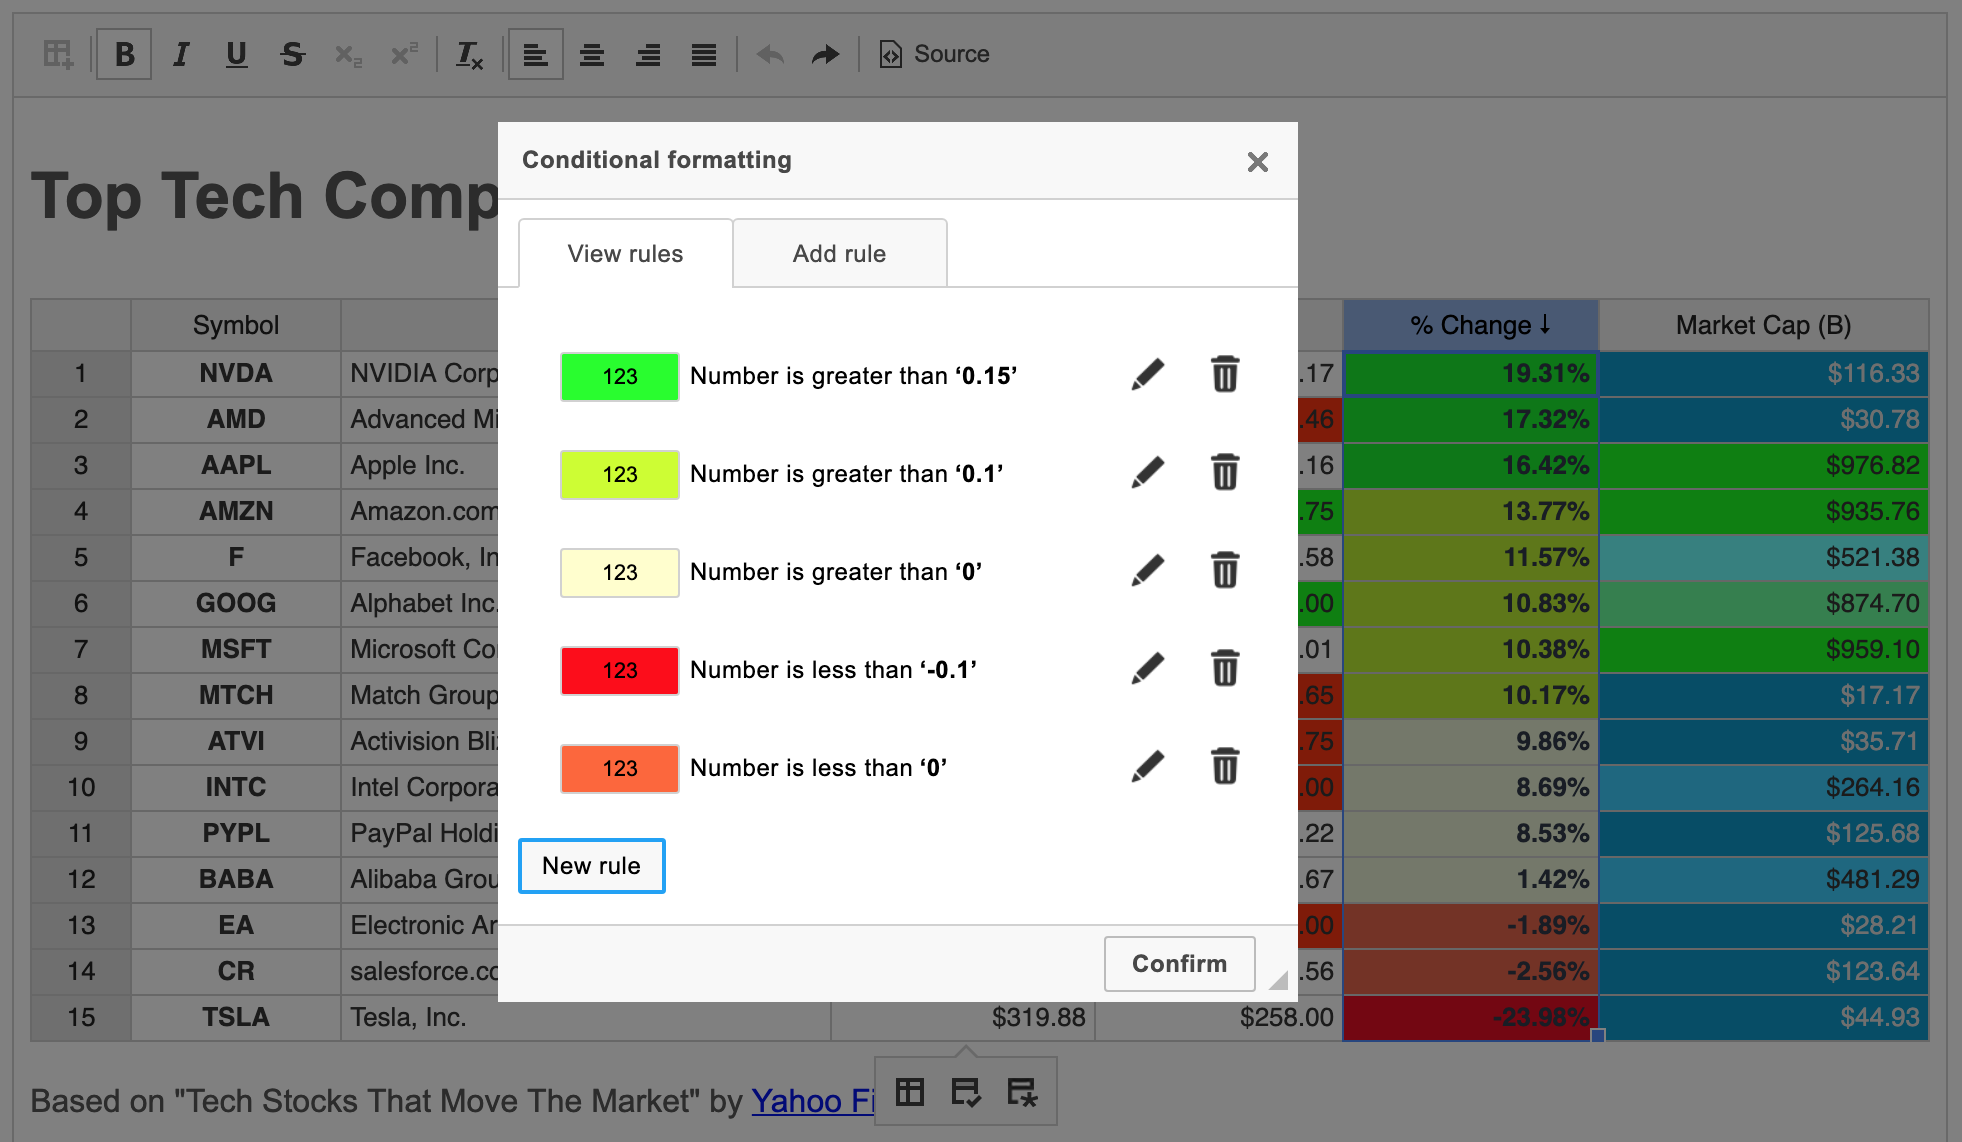 B I U S x₂ x² Tx Source
Top Tech Comp
Conditional formatting
View rules Add rule
123 Number is greater than ‘0.15’
123 Number is greater than ‘0.1’
123 Number is greater than ‘0’
123 Number is less than ‘-0.1’
123 Number is less than ‘0’
New rule
Confirm
Symbol % Change ↓ Market Cap (B)
1 NVDA NVIDIA Corp .17 19.31% $116.33
2 AMD Advanced Mi .46 17.32% $30.78
3 AAPL Apple Inc. .16 16.42% $976.82
4 AMZN Amazon.com .75 13.77% $935.76
5 F Facebook, In .58 11.57% $521.38
6 GOOG Alphabet Inc. .00 10.83% $874.70
7 MSFT Microsoft Co .01 10.38% $959.10
8 MTCH Match Group .65 10.17% $17.17
9 ATVI Activision Bli .75 9.86% $35.71
10 INTC Intel Corpora .00 8.69% $264.16
11 PYPL PayPal Holdi .22 8.53% $125.68
12 BABA Alibaba Grou .67 1.42% $481.29
13 EA Electronic Ar .00 -1.89% $28.21
14 CR salesforce.co .56 -2.56% $123.64
15 TSLA Tesla, Inc. $319.88 $258.00 -23.98% $44.93
Based on "Tech Stocks That Move The Market" by Yahoo Fi